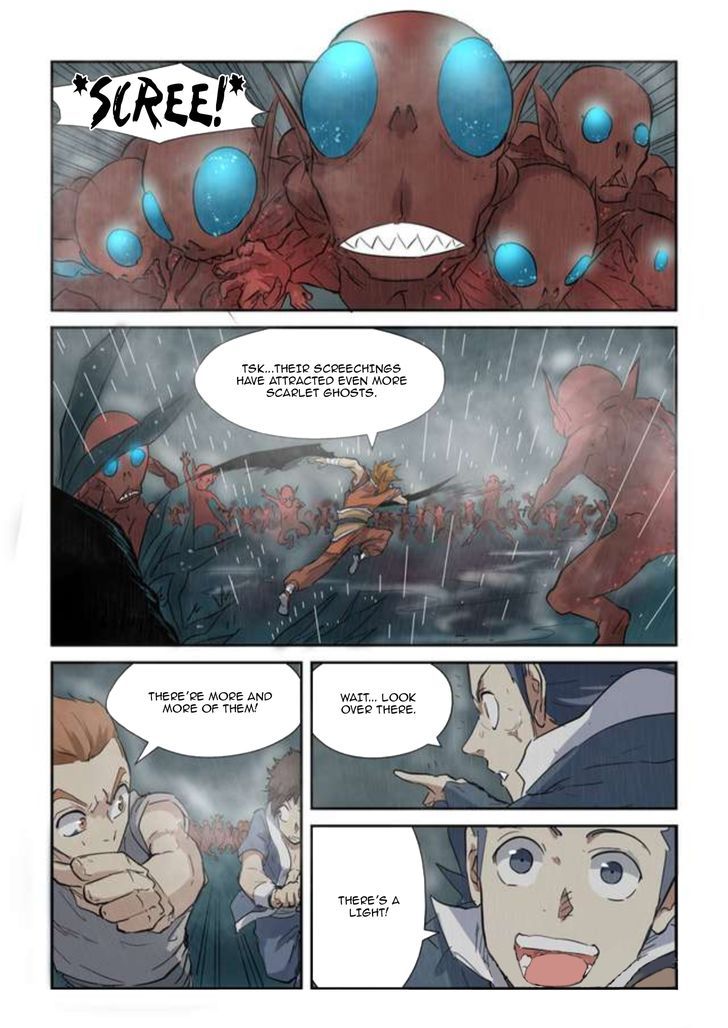 *SCREE!*
TSK...THEIR SCREECHINGS
HAVE ATTRACTED EVEN MORE
SCARLET GHOSTS.
THERE'RE MORE AND
MORE OF THEM!
WAIT... LOOK
OVER THERE.
THERE'S A
LIGHT!